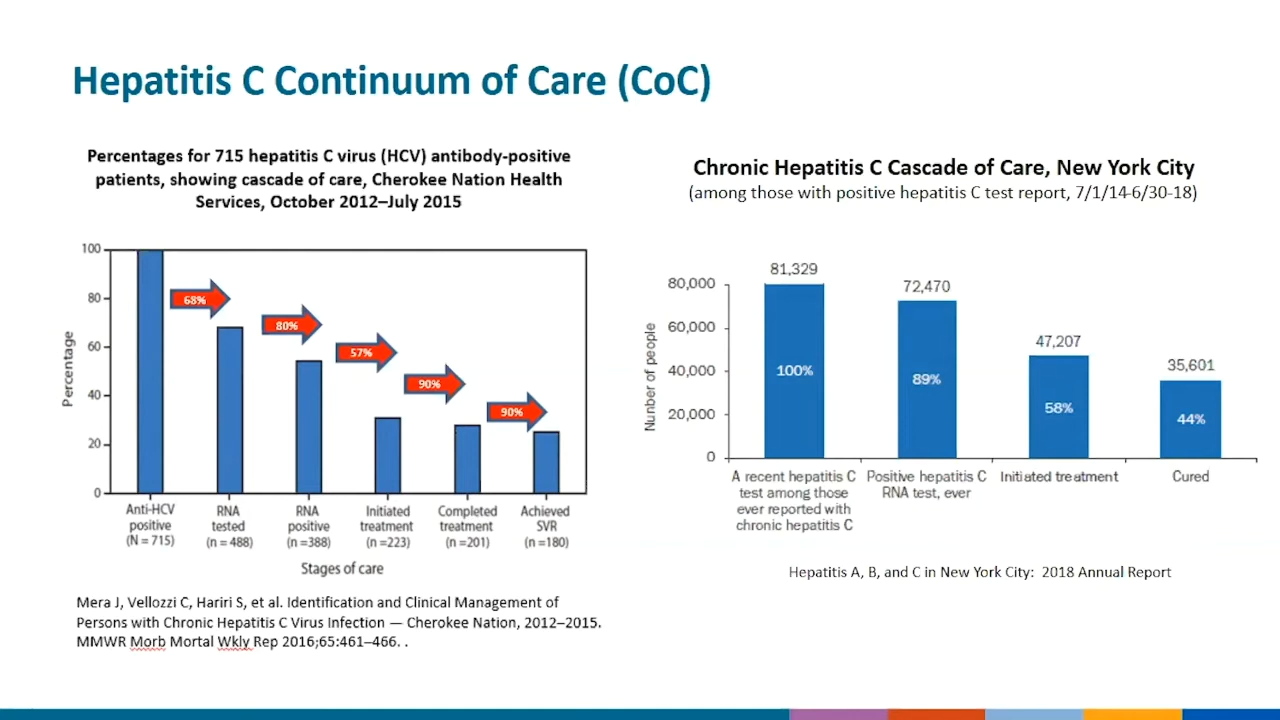 Hepatitis C Continuum of Care (CoC)
Percentages for 715 hepatitis C virus (HCV) antibody-positive
patients, showing cascade of care, Cherokee Nation Health
Services, October 2012–July 2015
100
80
60
40
20
0
Percentage
68%
80%
57%
90%
90%
Anti-HCV
positive
(N = 715)
RNA
tested
(n = 488)
RNA
positive
(n =388)
Initiated
treatment
(n =223)
Completed
treatment
(n =201)
Achieved
SVR
(n =180)
Stages of care
Mera J, Vellozzi C, Hariri S, et al. Identification and Clinical Management of
Persons with Chronic Hepatitis C Virus Infection — Cherokee Nation, 2012–2015.
MMWR Morb Mortal Wkly Rep 2016;65:461–466. .
Chronic Hepatitis C Cascade of Care, New York City
(among those with positive hepatitis C test report, 7/1/14-6/30-18)
80,000
60,000
40,000
20,000
0
Nunber of people
81,329
100%
72,470
89%
47,207
58%
35,601
44%
A recent hepatitis C
test among those
ever reported with
chronic hepatitis C
Positive hepatitis C
RNA test, ever
Initiated treatment
Cured
Hepatitis A, B, and C in New York City: 2018 Annual Report